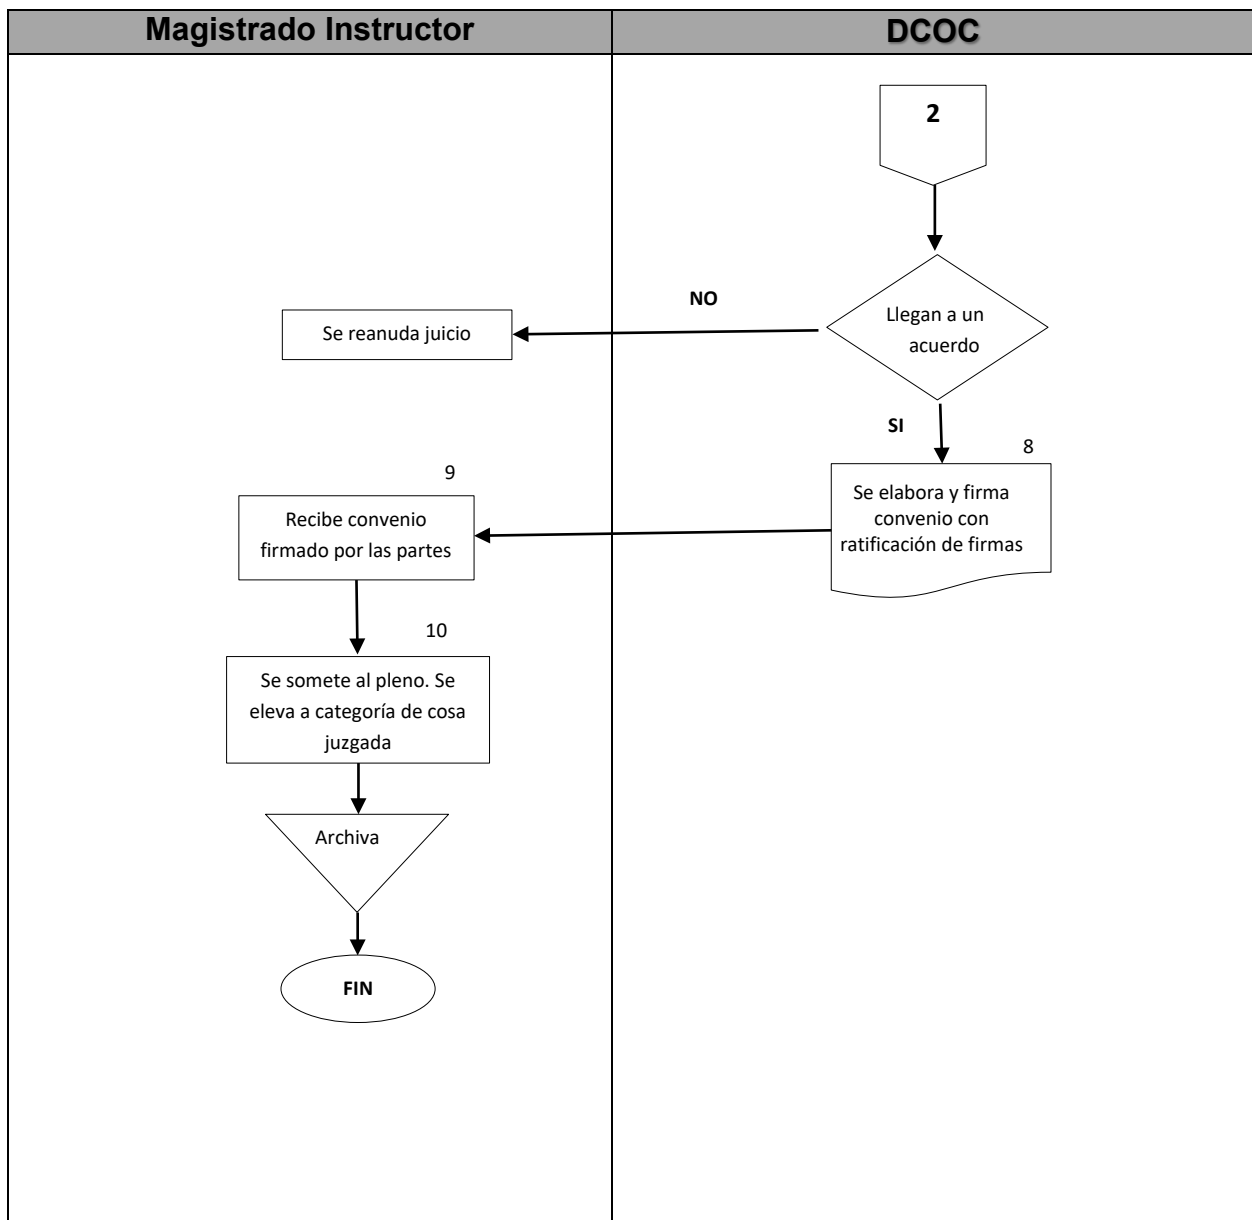 Magistrado Instructor
DCOC
2
Llegan a un
acuerdo
NO
Se reanuda juicio
SI
8
Se elabora y firma
convenio con
ratificación de firmas
9
Recibe convenio
firmado por las partes
10
Se somete al pleno. Se
eleva a categoría de cosa
juzgada
Archiva
FIN